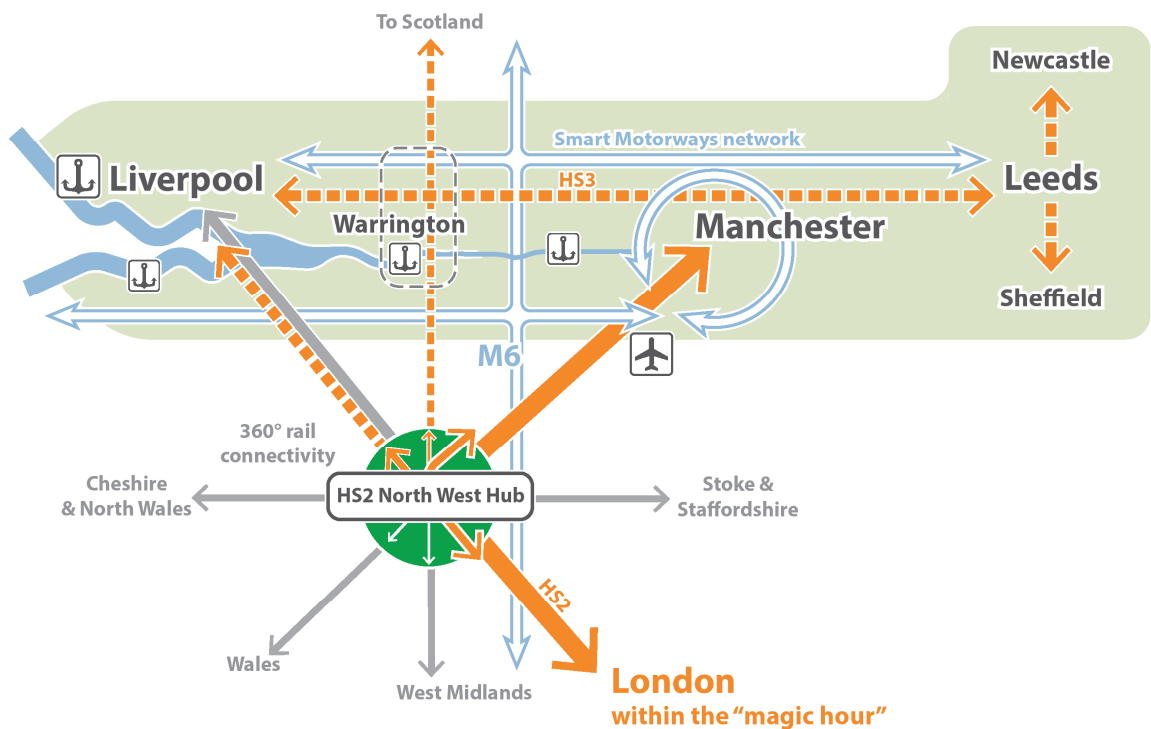 To Scotland
Newcastle
Smart Motorways network
Liverpool
HS3
Leeds
Warrington
Manchester
Sheffield
M6
360° rail
connectivity
Cheshire
& North Wales
HS2 North West Hub
Stoke &
Staffordshire
HS2
Wales
West Midlands
London
within the “magic hour”